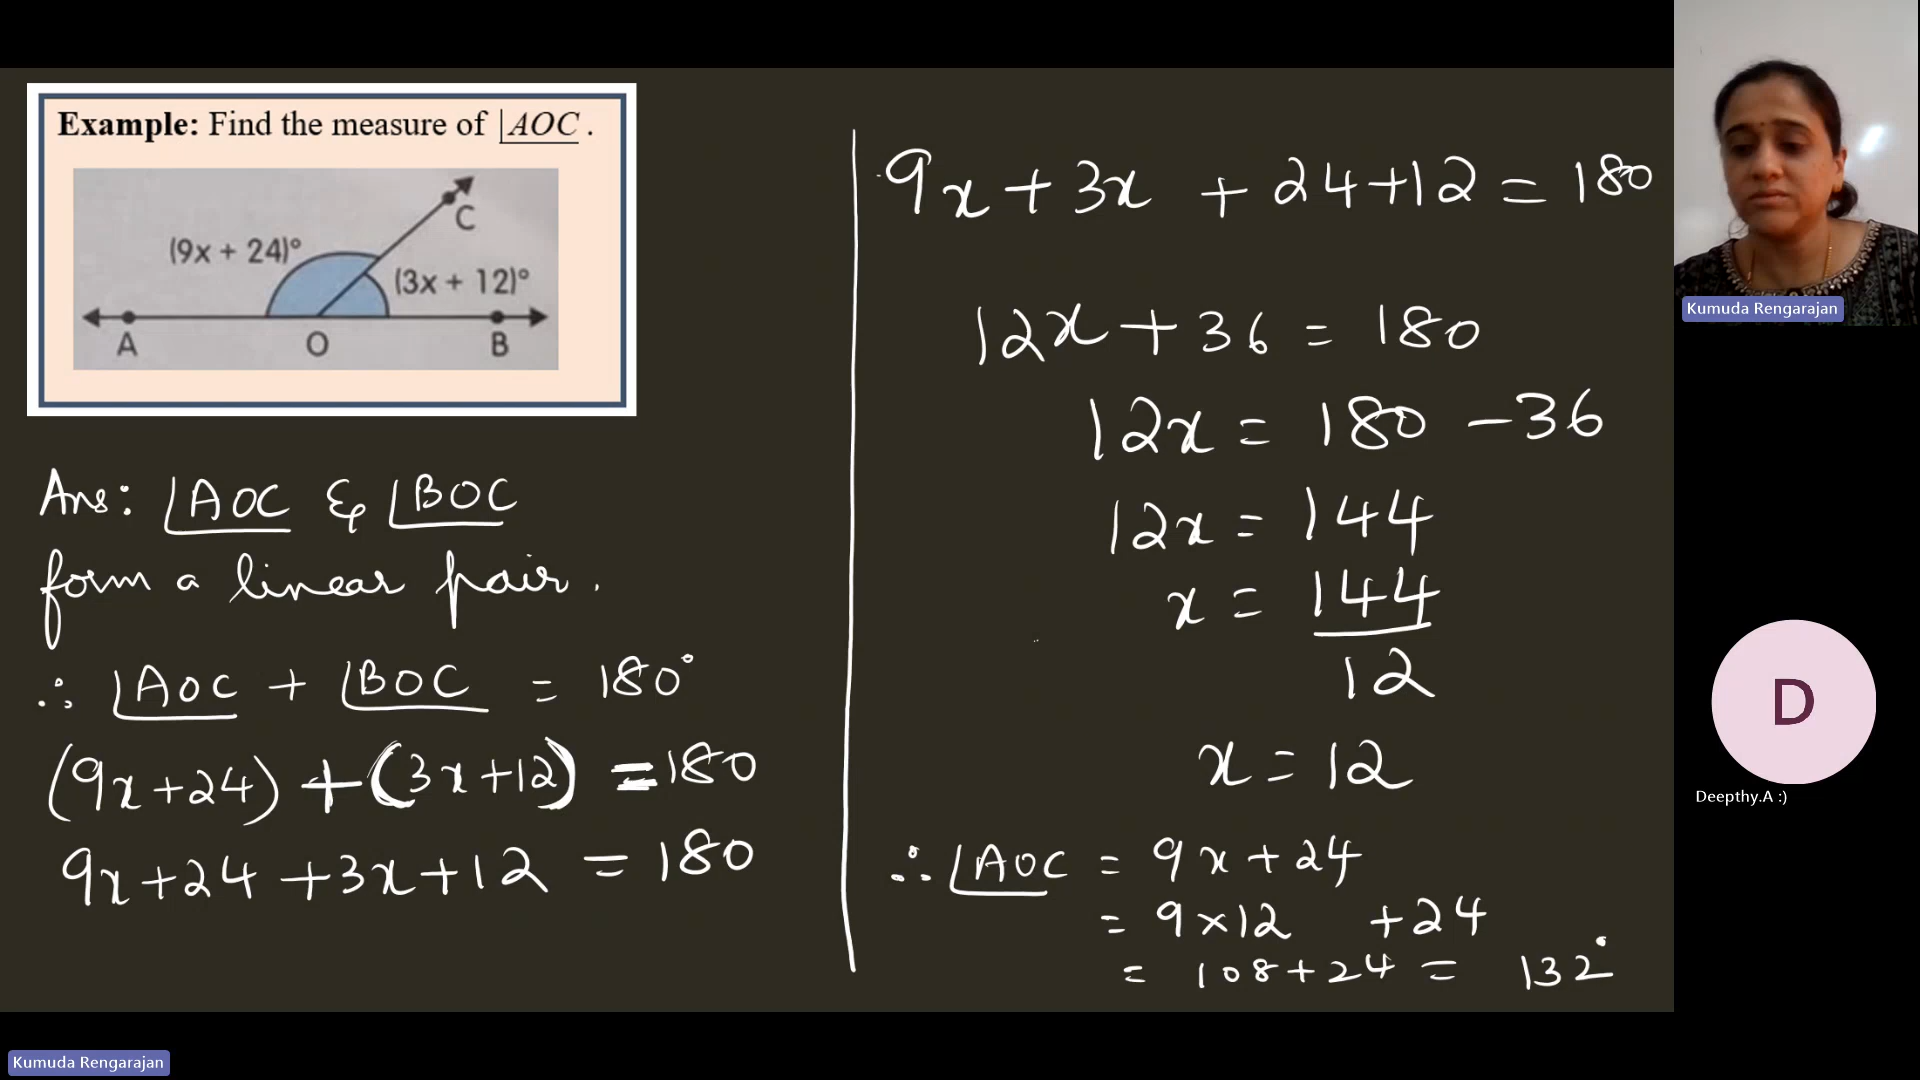 Example: Find the measure of ∠AOC .
C
(9x + 24)°
(3x + 12)°
A
O
B
Ans: ∠AOC & ∠BOC
form a linear pair.
∴ ∠AOC + ∠BOC = 180°
(9x+24) + (3x+12) = 180
9x+24 +3x+12 = 180
9x + 3x + 24+12 = 180
12x + 36 = 180
12x = 180 - 36
12x = 144
x = 144
12
x = 12
∴ ∠AOC = 9x + 24
= 9×12 + 24
= 108 + 24 = 132°
Kumuda Rengarajan
D
Deepthy.A :)
Kumuda Rengarajan